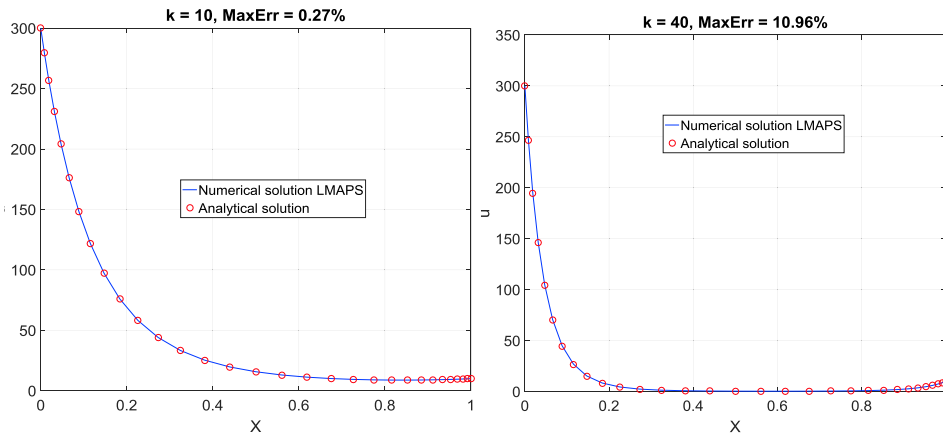 k = 10, MaxErr = 0.27%
300
250
200
150
100
50
0
0 0.2 0.4 0.6 0.8 1
X
Numerical solution LMAPS
Analytical solution
k = 40, MaxErr = 10.96%
350
300
250
200
150
100
50
0
u
0 0.2 0.4 0.6 0.8
X
Numerical solution LMAPS
Analytical solution